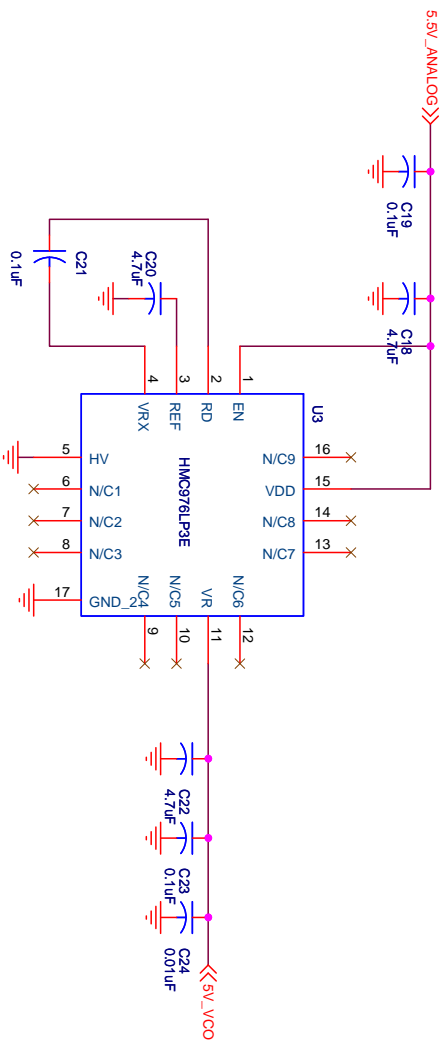 5.5V_ANALOG
C19
0.1uF
C18
4.7uF
C20
4.7uF
C21
0.1uF
4
3
2
1
VRX
REF
RD
EN
U3
HMC976LP3E
5
HV
6
N/C1
7
N/C2
8
N/C3
17
GND_21
N/C9
16
VDD
15
N/C8
14
N/C7
13
N/C4
N/C5
VR
N/C6
9
10
11
12
C22
4.7uF
C23
0.1uF
C24
0.01uF
5V_VCO